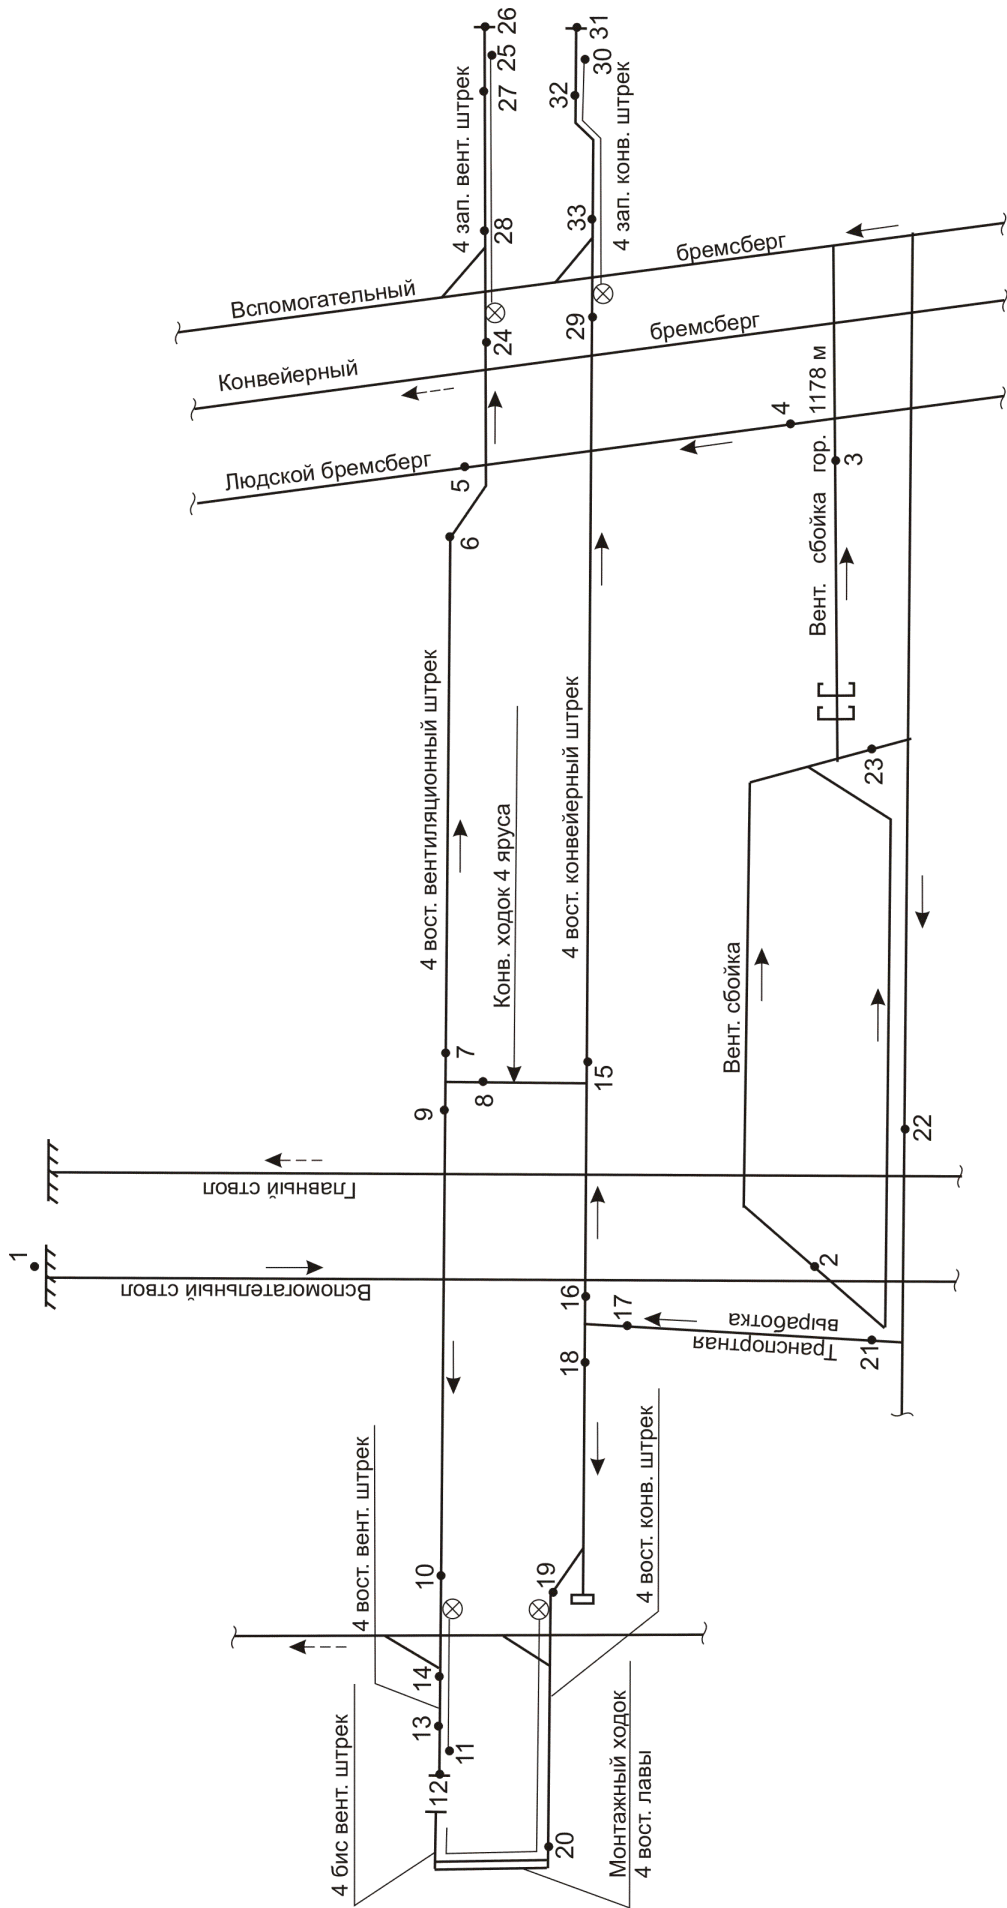 26
25
27
4 зап. вент. штрек
28
24
31
30
32
4 зап. конв. штрек
33
29
Вспомогательный
бремсберг
Конвейерный
бремсберг
Людской бремсберг
5
4
6
Вент. сбойка гор. 1178 м
3
4 вост. вентиляционный штрек
Конв. ходок 4 яруса
4 вост. конвейерный штрек
7
8
9
15
Вент. сбойка
23
22
2
Главный ствол
1
Вспомогательный ствол
16
17
18
Транспортная
выработка
21
4 вост. вент. штрек
10
19
4 вост. конв. штрек
14
13
11
12
4 бис вент. штрек
20
Монтажный ходок
4 вост. лавы